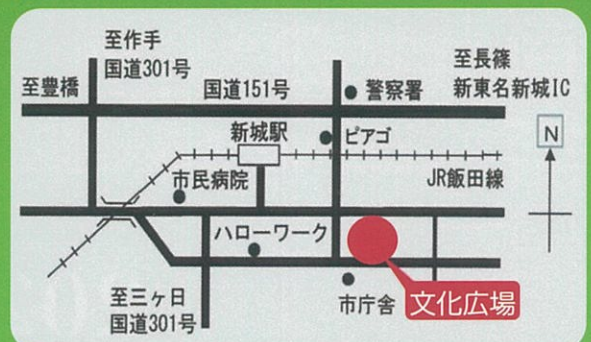 至作手
国道301号
至豊橋
国道151号
警察署
至長篠
新東名新城IC
新城駅
ピアゴ
N
市民病院
JR飯田線
ハローワーク
至三ヶ日
国道301号
市庁舎
文化広場